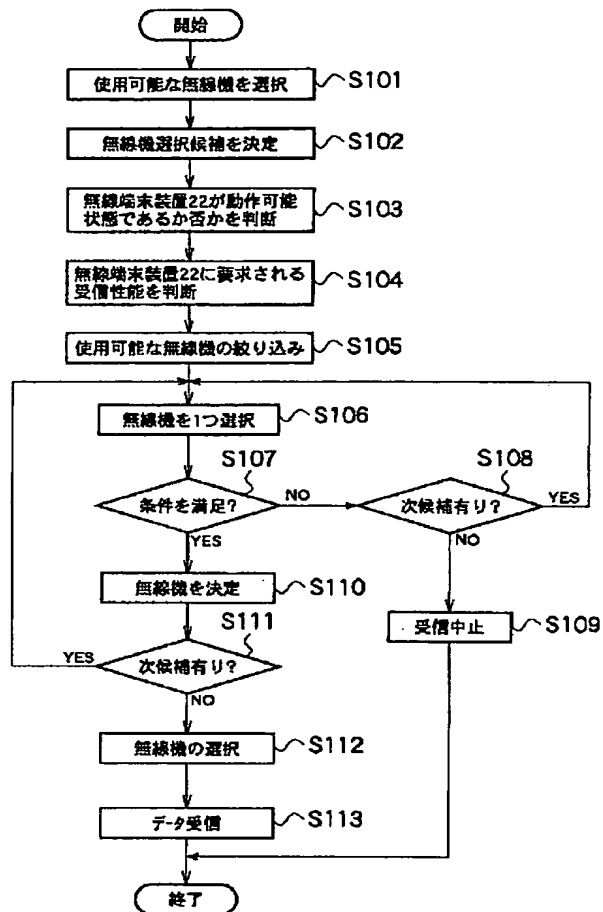 開始
使用可能な無線機を選択
S101
無線機選択候補を決定
S102
無線端末装置22が動作可能
状態であるか否かを判断
S103
無線端末装置22に要求される
受信性能を判断
S104
使用可能な無線機の絞り込み
S105
無線機を1つ選択
S106
条件を満足?
S107
NO
YES
次候補有り?
S108
YES
NO
受信中止
S109
無線機を決定
S110
次候補有り?
S111
YES
NO
無線機の選択
S112
データ受信
S113
終了